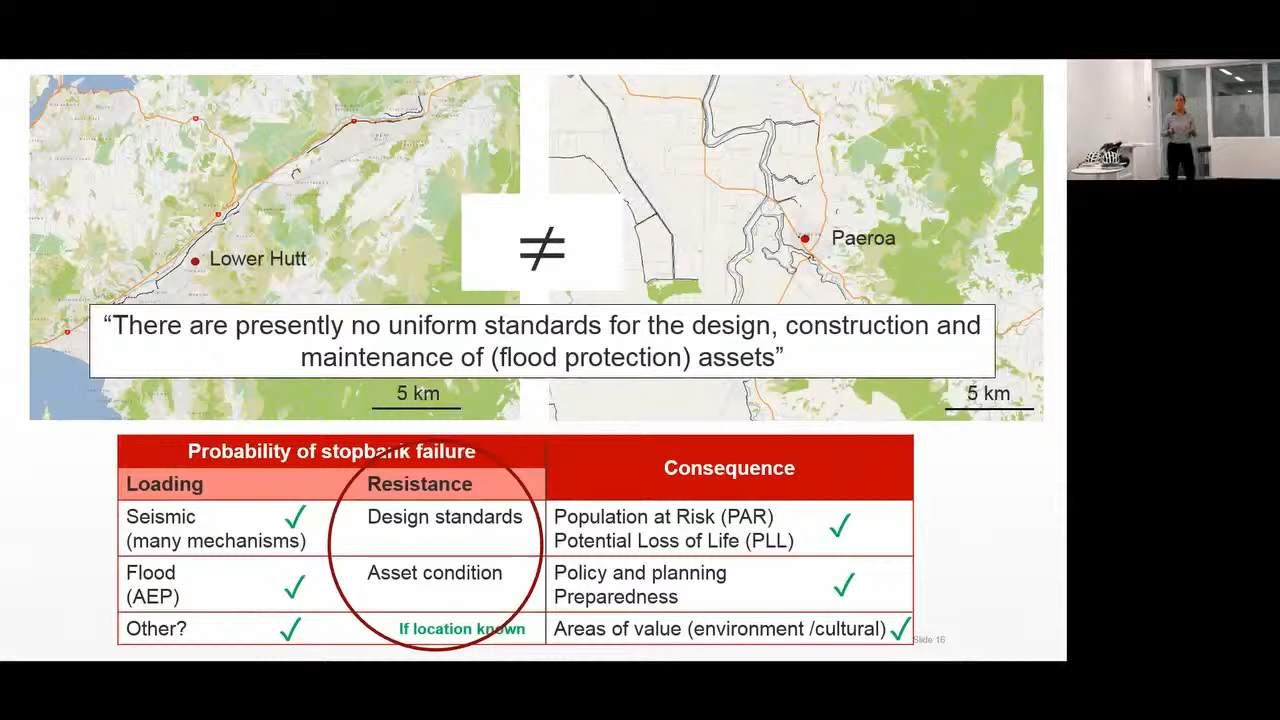 Lower Hutt
≠
Paeroa
“There are presently no uniform standards for the design, construction and
maintenance of (flood protection) assets”
5 km
5 km
Probability of stopbank failure
Consequence
Loading
Resistance
Seismic
(many mechanisms)
Design standards
Population at Risk (PAR)
Potential Loss of Life (PLL)
Flood
(AEP)
Asset condition
Policy and planning
Preparedness
Other?
If location known
Areas of value (environment /cultural)
Slide 16